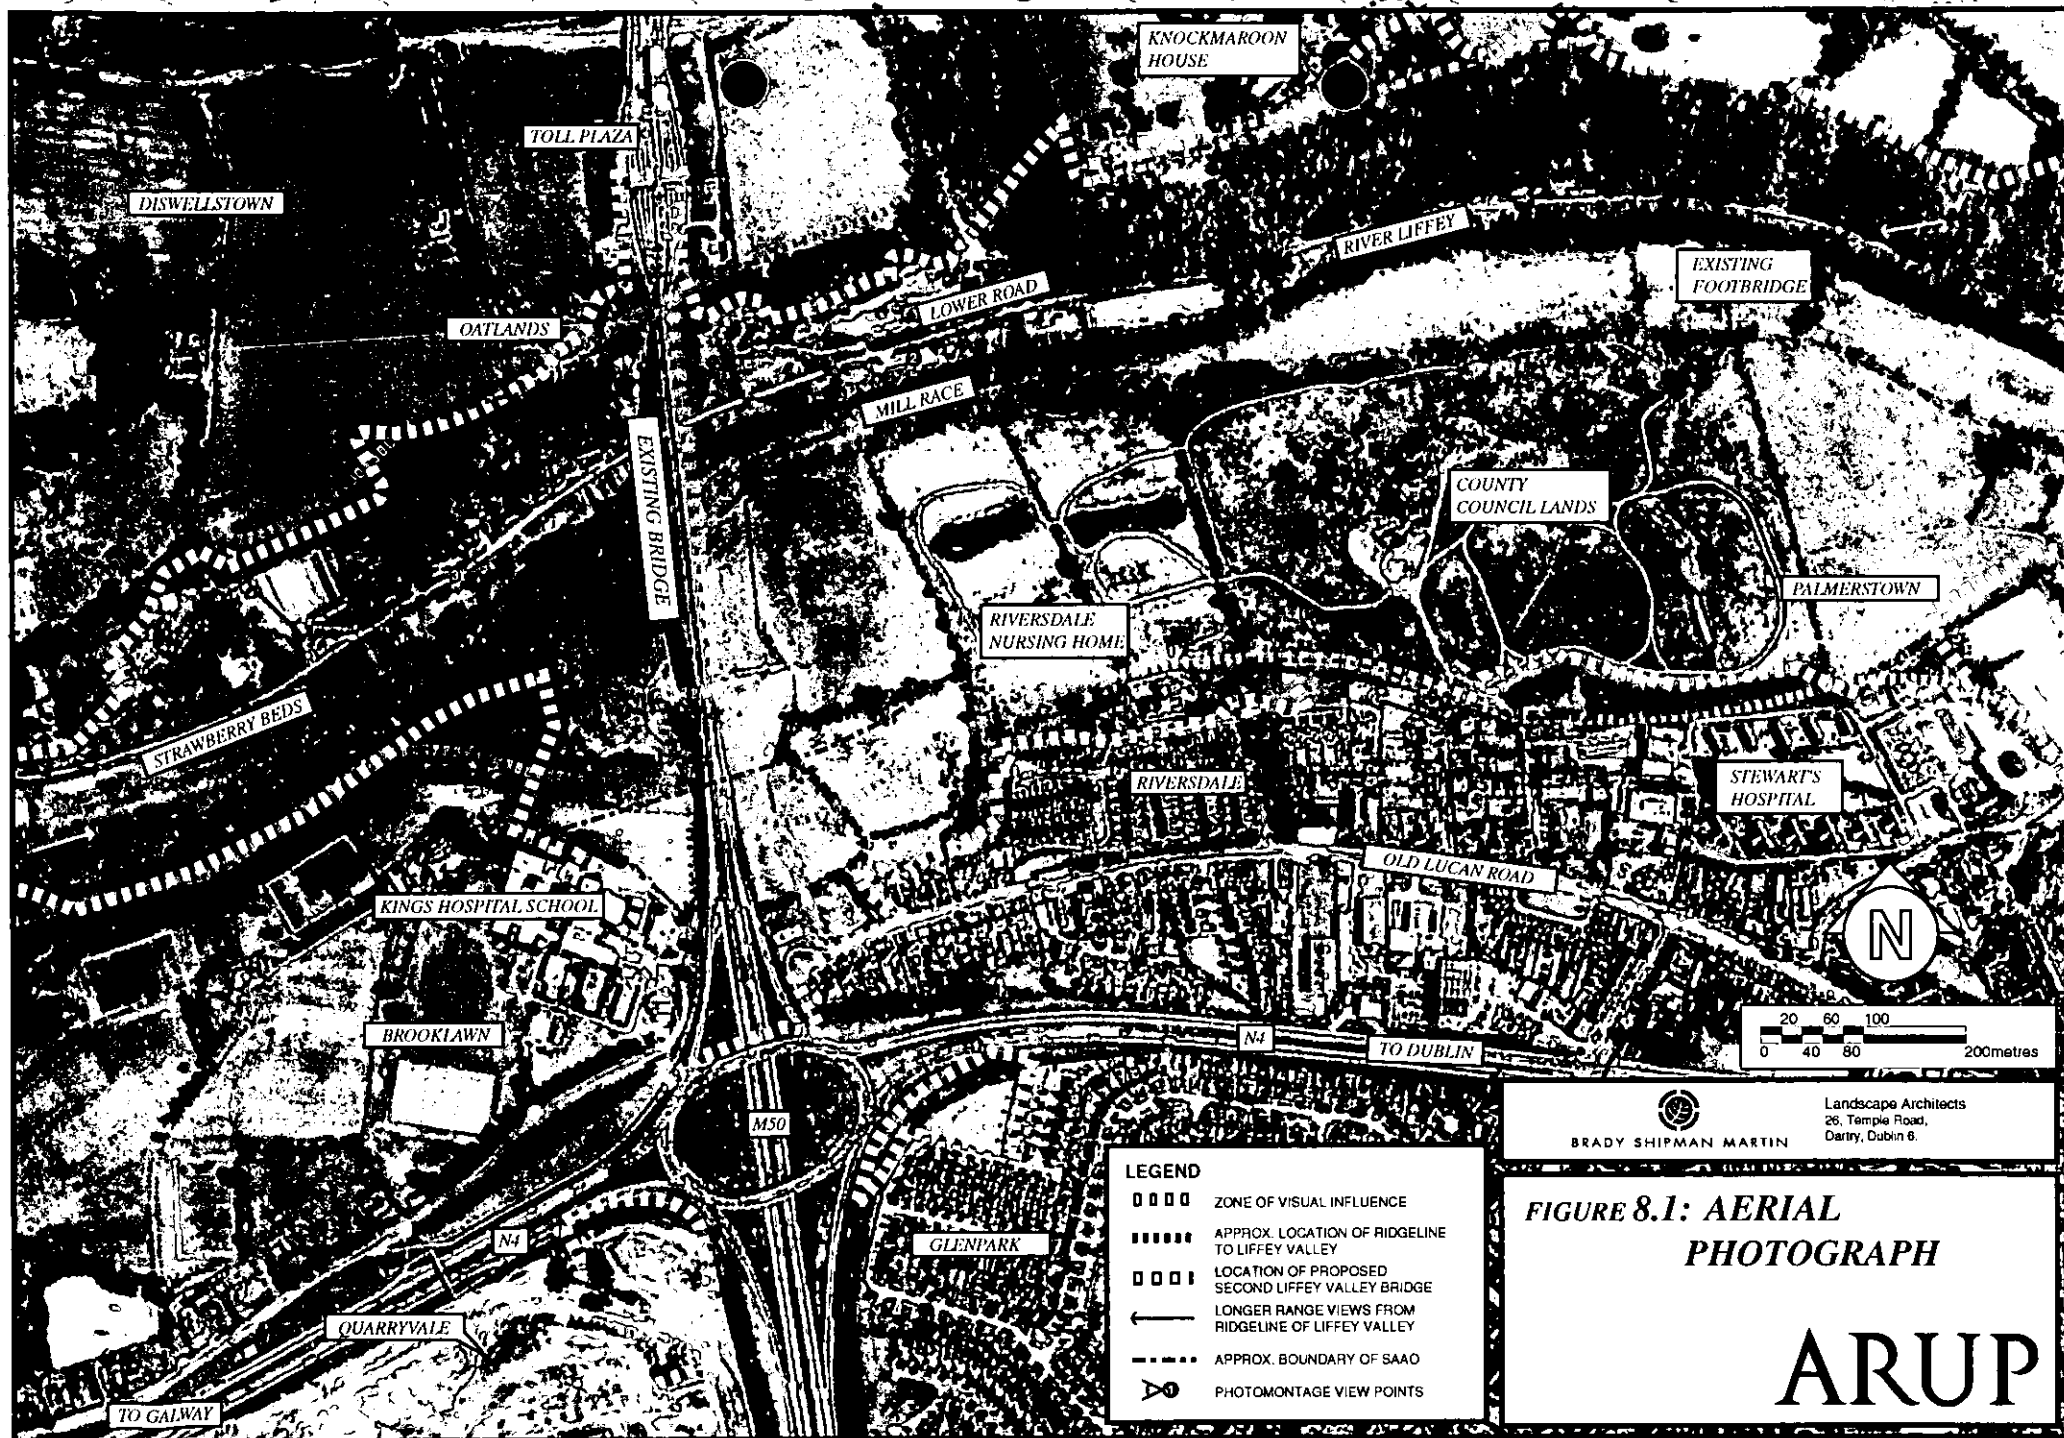 KNOCKMAROON
HOUSE
TOLL PLAZA
DISWELLSTOWN
RIVER LIFFEY
EXISTING
FOOTBRIDGE
LOWER ROAD
OATLANDS
MILL RACE
EXISTING BRIDGE
COUNTY
COUNCIL LANDS
PALMERSTOWN
RIVERSDALE
NURSING HOME
STRAWBERRY BEDS
RIVERSDALE
STEWART'S
HOSPITAL
OLD LUCAN ROAD
KINGS HOSPITAL SCHOOL
N
BROOKLAWN
N4
TO DUBLIN
20 60 100
0 40 80 200metres
M50
BRADY SHIPMAN MARTIN
Landscape Architects
26, Temple Road,
Dartry, Dublin 6.
LEGEND
ZONE OF VISUAL INFLUENCE
APPROX. LOCATION OF RIDGELINE
TO LIFFEY VALLEY
LOCATION OF PROPOSED
SECOND LIFFEY VALLEY BRIDGE
LONGER RANGE VIEWS FROM
RIDGELINE OF LIFFEY VALLEY
APPROX. BOUNDARY OF SAAO
PHOTOMONTAGE VIEW POINTS
FIGURE 8.1: AERIAL
PHOTOGRAPH
ARUP
N4
GLENPARK
QUARRYVALE
TO GALWAY